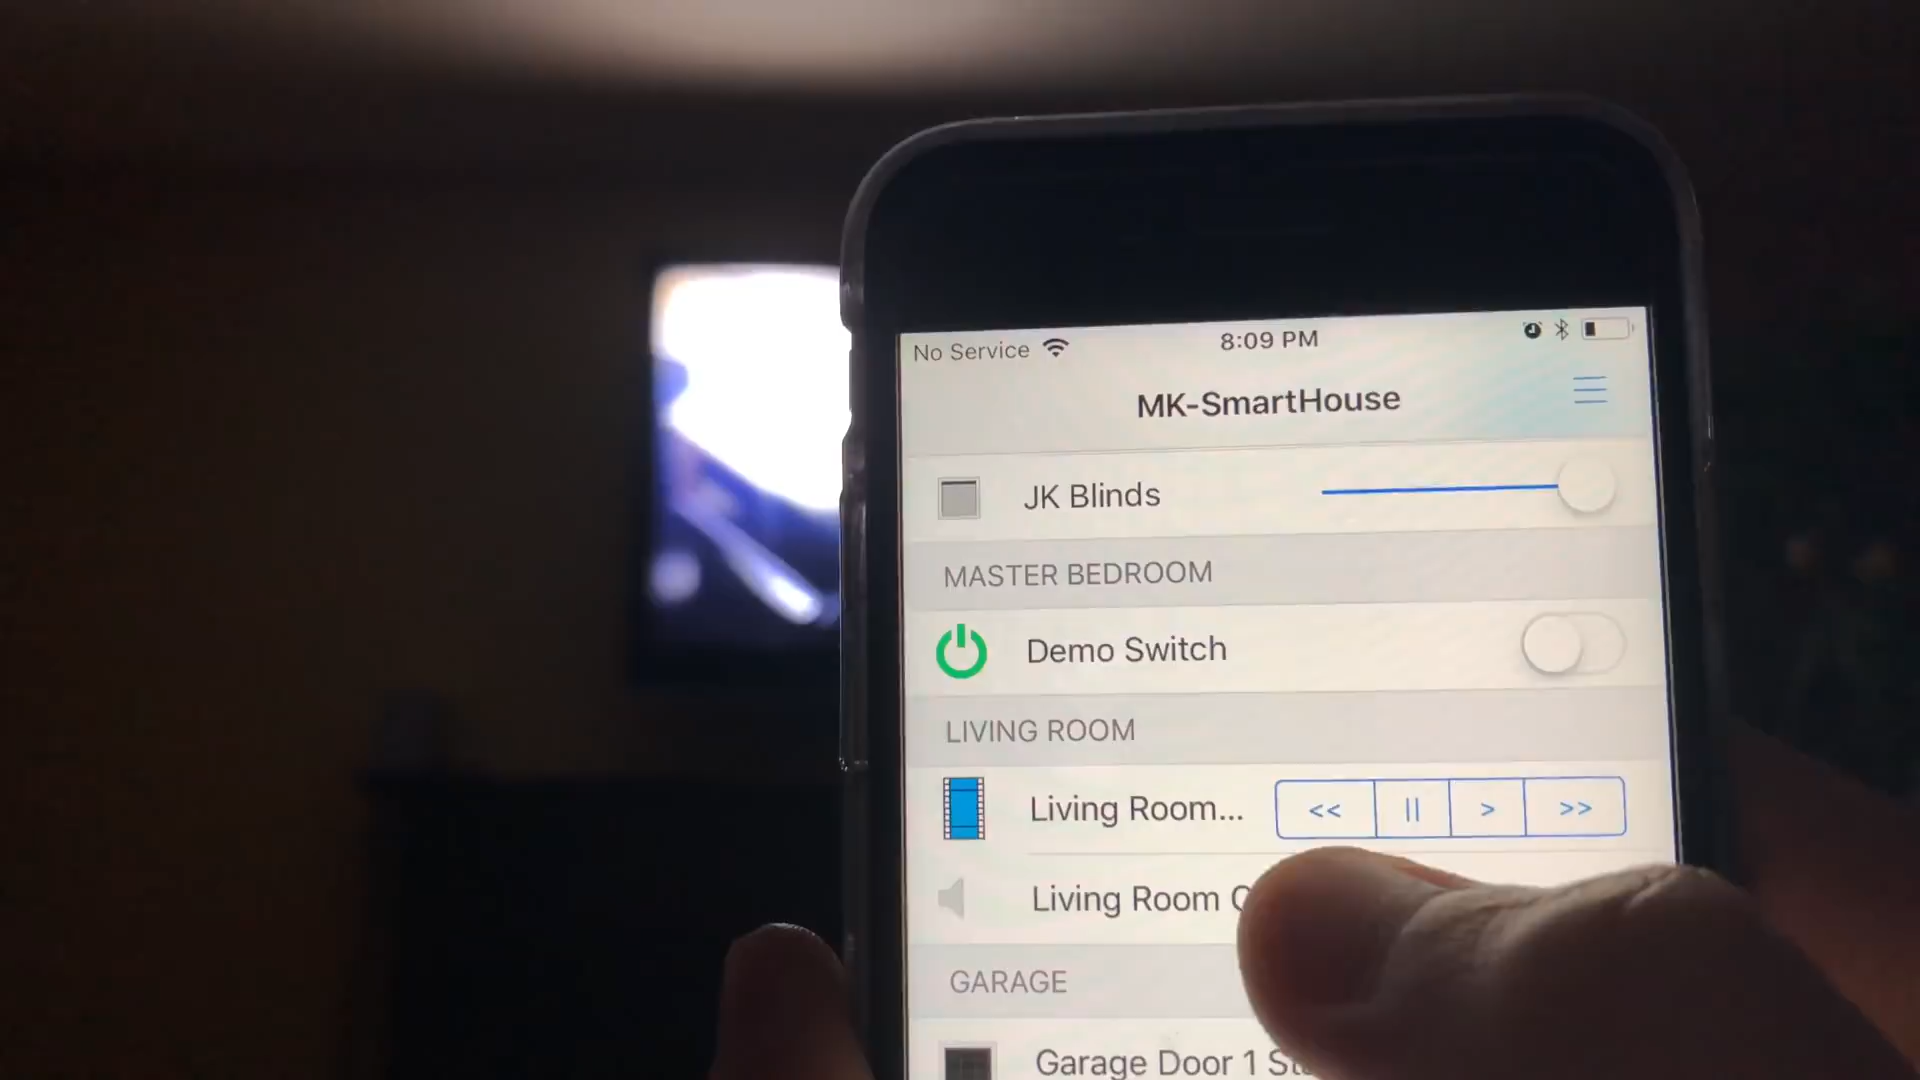 No Service 8:09 PM
MK-SmartHouse
JK Blinds
MASTER BEDROOM
Demo Switch
LIVING ROOM
Living Room... << || > >>
Living Room
GARAGE
Garage Door 1